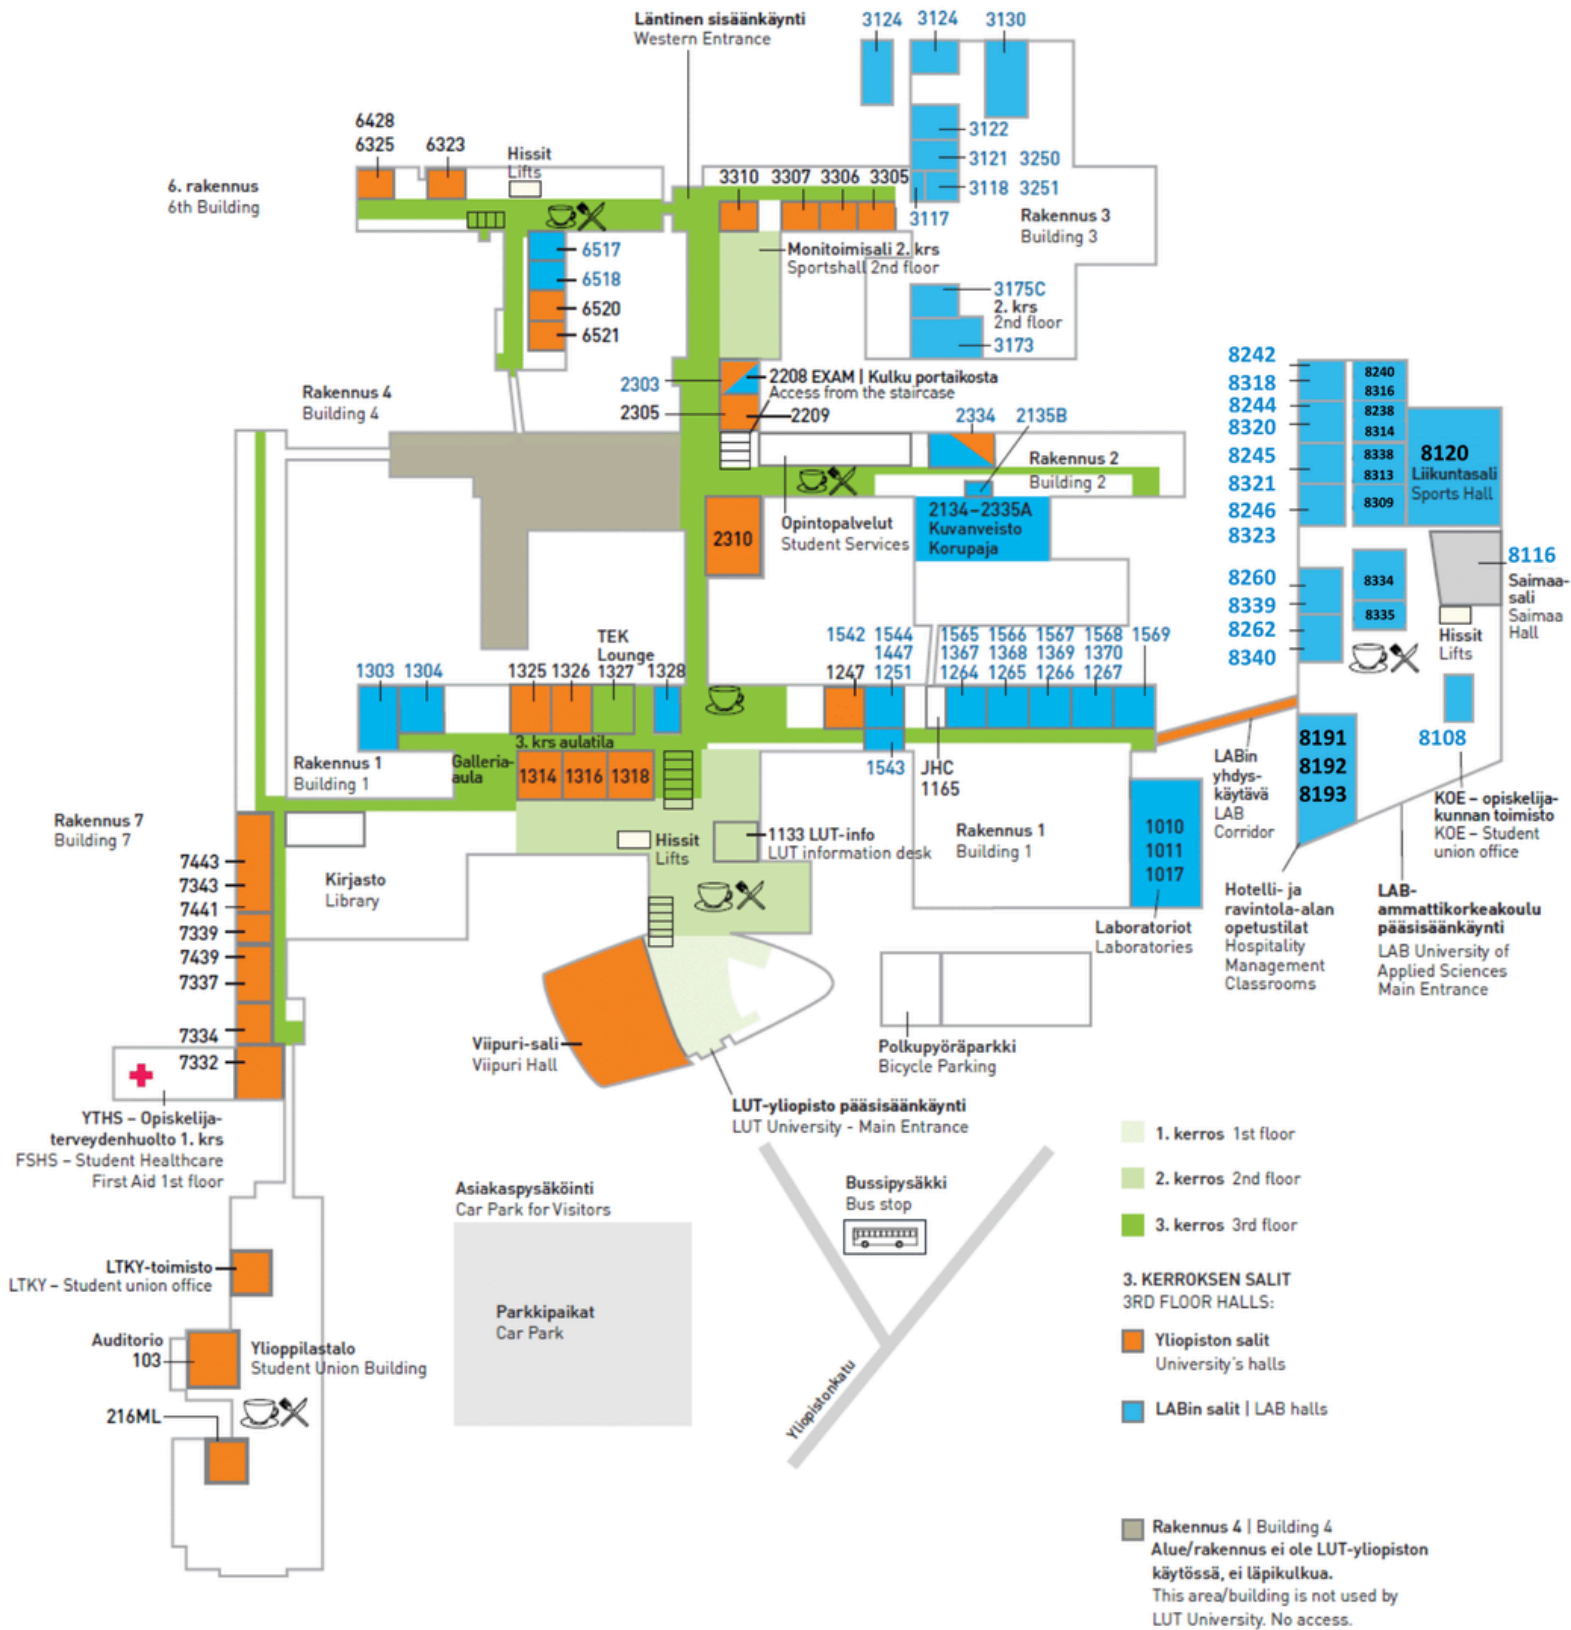 Läntinen sisäänkäynti
Western Entrance
3124
3124
3130
3122
3121 3250
3118 3251
3117
Rakennus 3
Building 3
6428
6325
6323
Hissit
Lifts
6. rakennus
6th Building
3310
3307
3306
3305
6517
6518
6520
6521
Monitoimisali 2. krs
Sportshall 2nd floor
3175C
2. krs
2nd floor
3173
Rakennus 4
Building 4
2303
2305
2208 EXAM | Kulku portaikosta
Access from the staircase
2209
2334
2135B
Rakennus 2
Building 2
2310
Opintopalvelut
Student Services
2134–2335A
Kuvanveisto
Korupaja
8242
8318
8244
8320
8245
8321
8246
8323
8240
8316
8238
8314
8338
8313
8309
8120
Liikuntasali
Sports Hall
8260
8339
8262
8340
8334
8335
8116
Saimaa-
sali
Saimaa
Hall
Hissit
Lifts
TEK
Lounge
1303
1304
1325
1326
1327
1328
1542
1544
1447
1251
1247
1565
1367
1264
1566
1368
1265
1567
1369
1266
1568
1370
1267
1569
3. krs aulatila
Galleria-
aula
1314
1316
1318
Rakennus 1
Building 1
1543
JHC
1165
LABin
yhdys-
käytävä
LAB
Corridor
8191
8192
8193
8108
KOE – opiskelija-
kunnan toimisto
KOE – Student
union office
Rakennus 7
Building 7
7443
7343
7441
7339
7439
7337
7334
7332
Kirjasto
Library
Hissit
Lifts
1133 LUT-info
LUT information desk
Rakennus 1
Building 1
1010
1011
1017
Laboratoriot
Laboratories
Hotelli- ja
ravintola-alan
opetustilat
Hospitality
Management
Classrooms
LAB-
ammattikorkeakoulu
pääsisäänkäynti
LAB University of
Applied Sciences
Main Entrance
Viipuri-sali
Viipuri Hall
Polkupyöräparkki
Bicycle Parking
LUT-yliopisto pääsisäänkäynti
LUT University - Main Entrance
YTHS – Opiskelija-
terveydenhuolto 1. krs
FSHS – Student Healthcare
First Aid 1st floor
Asiakaspysäköinti
Car Park for Visitors
Parkkipaikat
Car Park
Bussipysäkki
Bus stop
Yliopistonkatu
LTKY-toimisto
LTKY – Student union office
Auditorio
103
Ylioppilastalo
Student Union Building
216ML
1. kerros 1st floor
2. kerros 2nd floor
3. kerros 3rd floor
3. KERROKSEN SALIT
3RD FLOOR HALLS:
Yliopiston salit
University's halls
LABin salit | LAB halls
Rakennus 4 | Building 4
Alue/rakennus ei ole LUT-yliopiston
käytössä, ei läpikulkua.
This area/building is not used by
LUT University. No access.